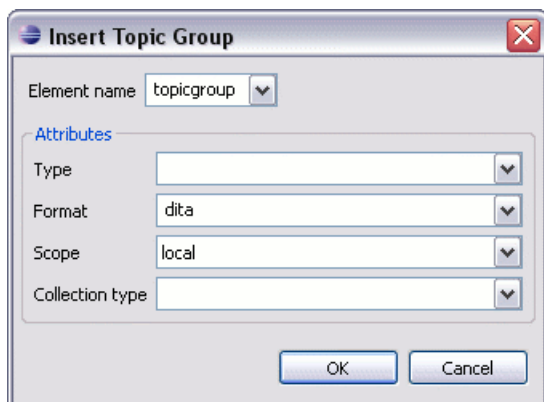 Insert Topic Group
Element name topicgroup
Attributes
Type
Format dita
Scope local
Collection type
OK Cancel